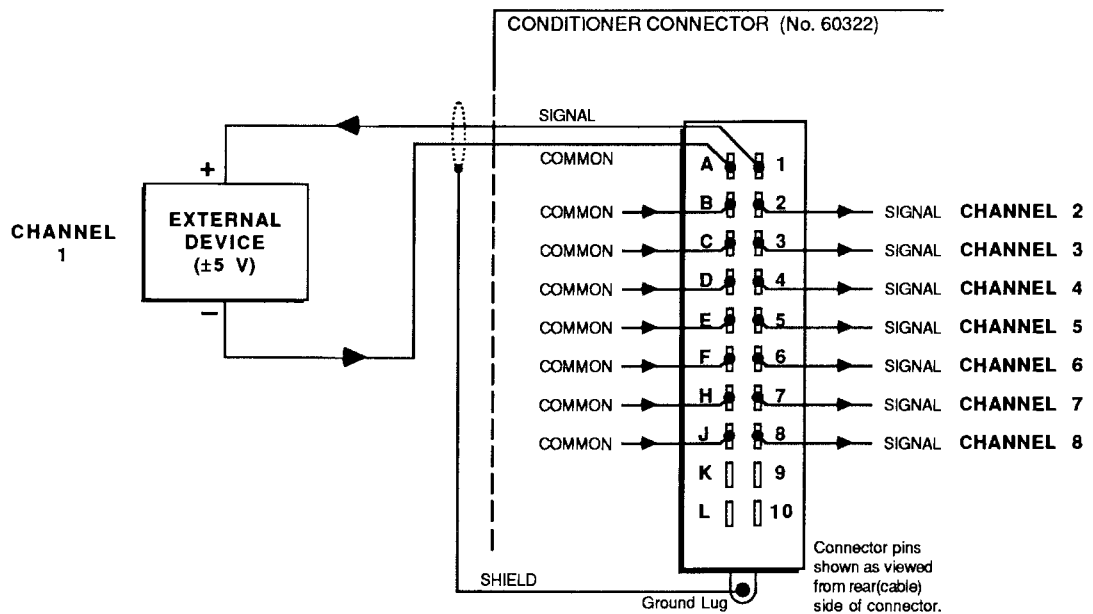 CONDITIONER CONNECTOR (No. 60322)
SIGNAL
COMMON
A 1
+
CHANNEL
1
EXTERNAL
DEVICE
(±5 V)
−
COMMON B 2 SIGNAL CHANNEL 2
COMMON C 3 SIGNAL CHANNEL 3
COMMON D 4 SIGNAL CHANNEL 4
COMMON E 5 SIGNAL CHANNEL 5
COMMON F 6 SIGNAL CHANNEL 6
COMMON H 7 SIGNAL CHANNEL 7
COMMON J 8 SIGNAL CHANNEL 8
K 9
L 10
SHIELD
Ground Lug
Connector pins
shown as viewed
from rear(cable)
side of connector.